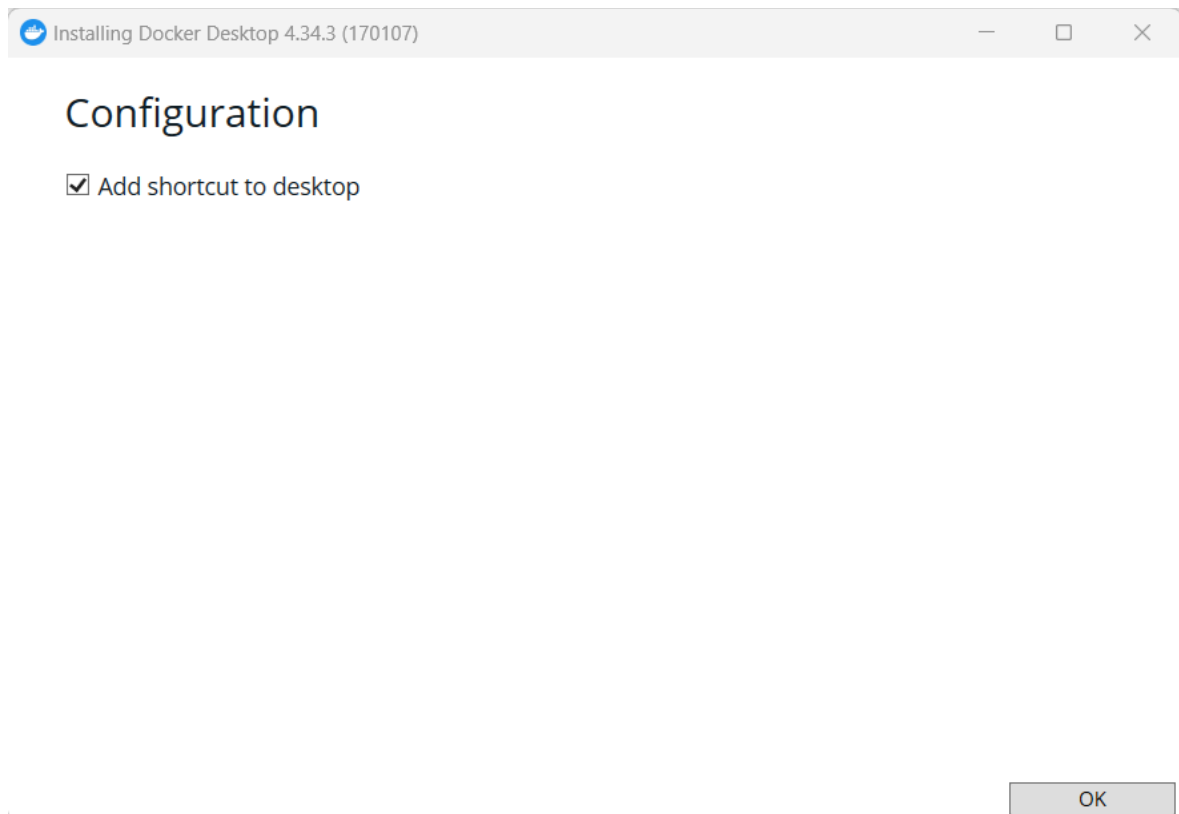 Installing Docker Desktop 4.34.3 (170107)
Configuration
Add shortcut to desktop
OK